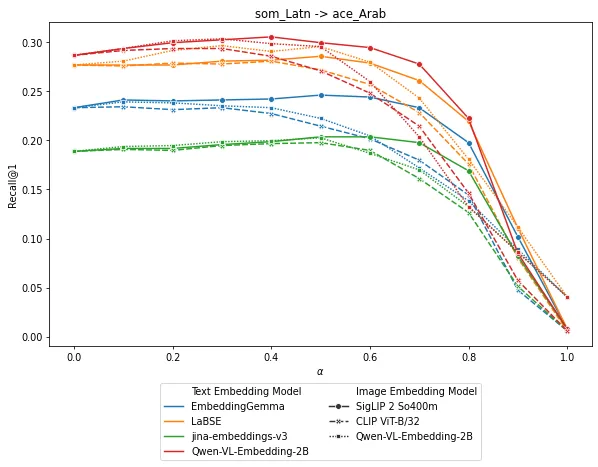 som_Latn -> ace_Arab
0.30
0.25
0.20
0.15
0.10
0.05
0.00
Recall@1
0.0 0.2 0.4 0.6 0.8 1.0
α
Text Embedding Model
EmbeddingGemma
LaBSE
jina-embeddings-v3
Qwen-VL-Embedding-2B
Image Embedding Model
SigLIP 2 So400m
CLIP ViT-B/32
Qwen-VL-Embedding-2B